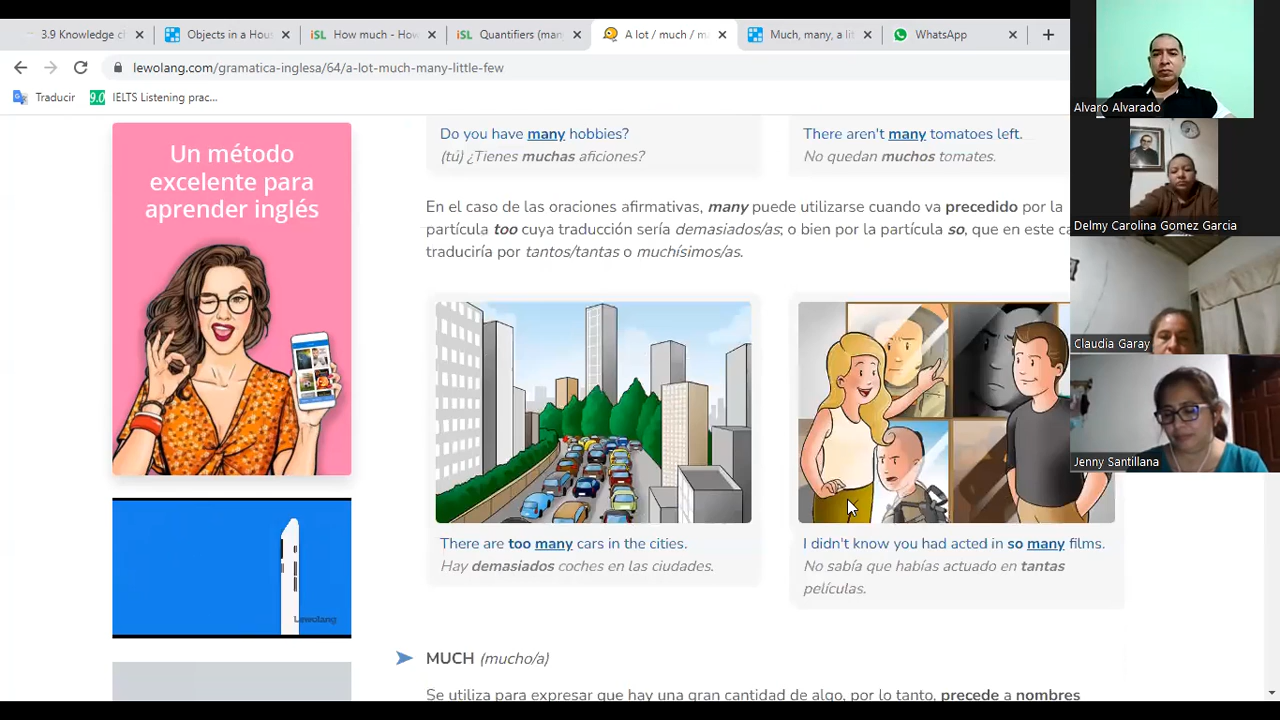 3.9 Knowledge c
Objects in a Hou
How much - How
Quantifiers (man
A lot / much / m
Much, many, a li
WhatsApp
lewolang.com/gramatica-inglesa/64/a-lot-much-many-little-few
Traducir
9.0 IELTS Listening prac...
Un método
excelente para
aprender inglés
Lewolang
Do you have many hobbies?
(tú) ¿Tienes muchas aficiones?
There aren't many tomatoes left.
No quedan muchos tomates.
En el caso de las oraciones afirmativas, many puede utilizarse cuando va precedido por la
partícula too cuya traducción sería demasiados/as; o bien por la partícula so, que en este ca
traduciría por tantos/tantas o muchísimos/as.
There are too many cars in the cities.
Hay demasiados coches en las ciudades.
I didn't know you had acted in so many films.
No sabía que habías actuado en tantas
películas.
MUCH (mucho/a)
Se utiliza para expresar que hay una gran cantidad de algo, por lo tanto, precede a nombres
Alvaro Alvarado
Delmy Carolina Gomez Garcia
Claudia Garay
Jenny Santillana